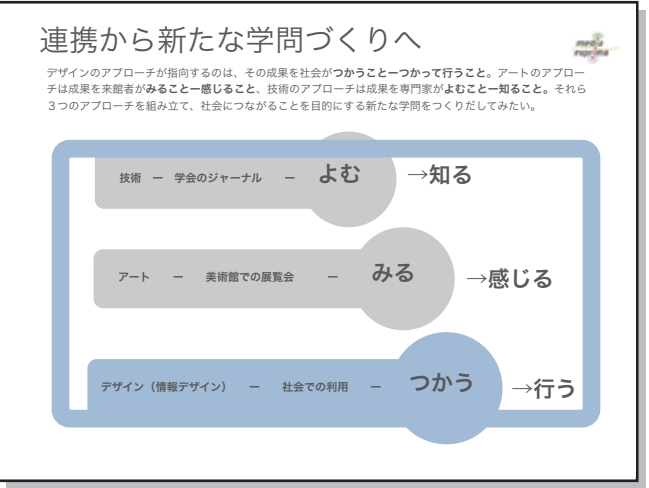 連携から新たな学問づくりへ
media
exprimo
デザインのアプローチが指向するのは、その成果を社会がつかうことーつかって行うこと。アートのアプロー
チは成果を来館者がみることー感じること、技術のアプローチは成果を専門家がよむことー知ること。それら
３つのアプローチを組み立て、社会につながることを目的にする新たな学問をつくりだしてみたい。
技術 ー 学会のジャーナル ー よむ →知る
アート ー 美術館での展覧会 ー みる →感じる
デザイン（情報デザイン） ー 社会での利用 ー つかう →行う